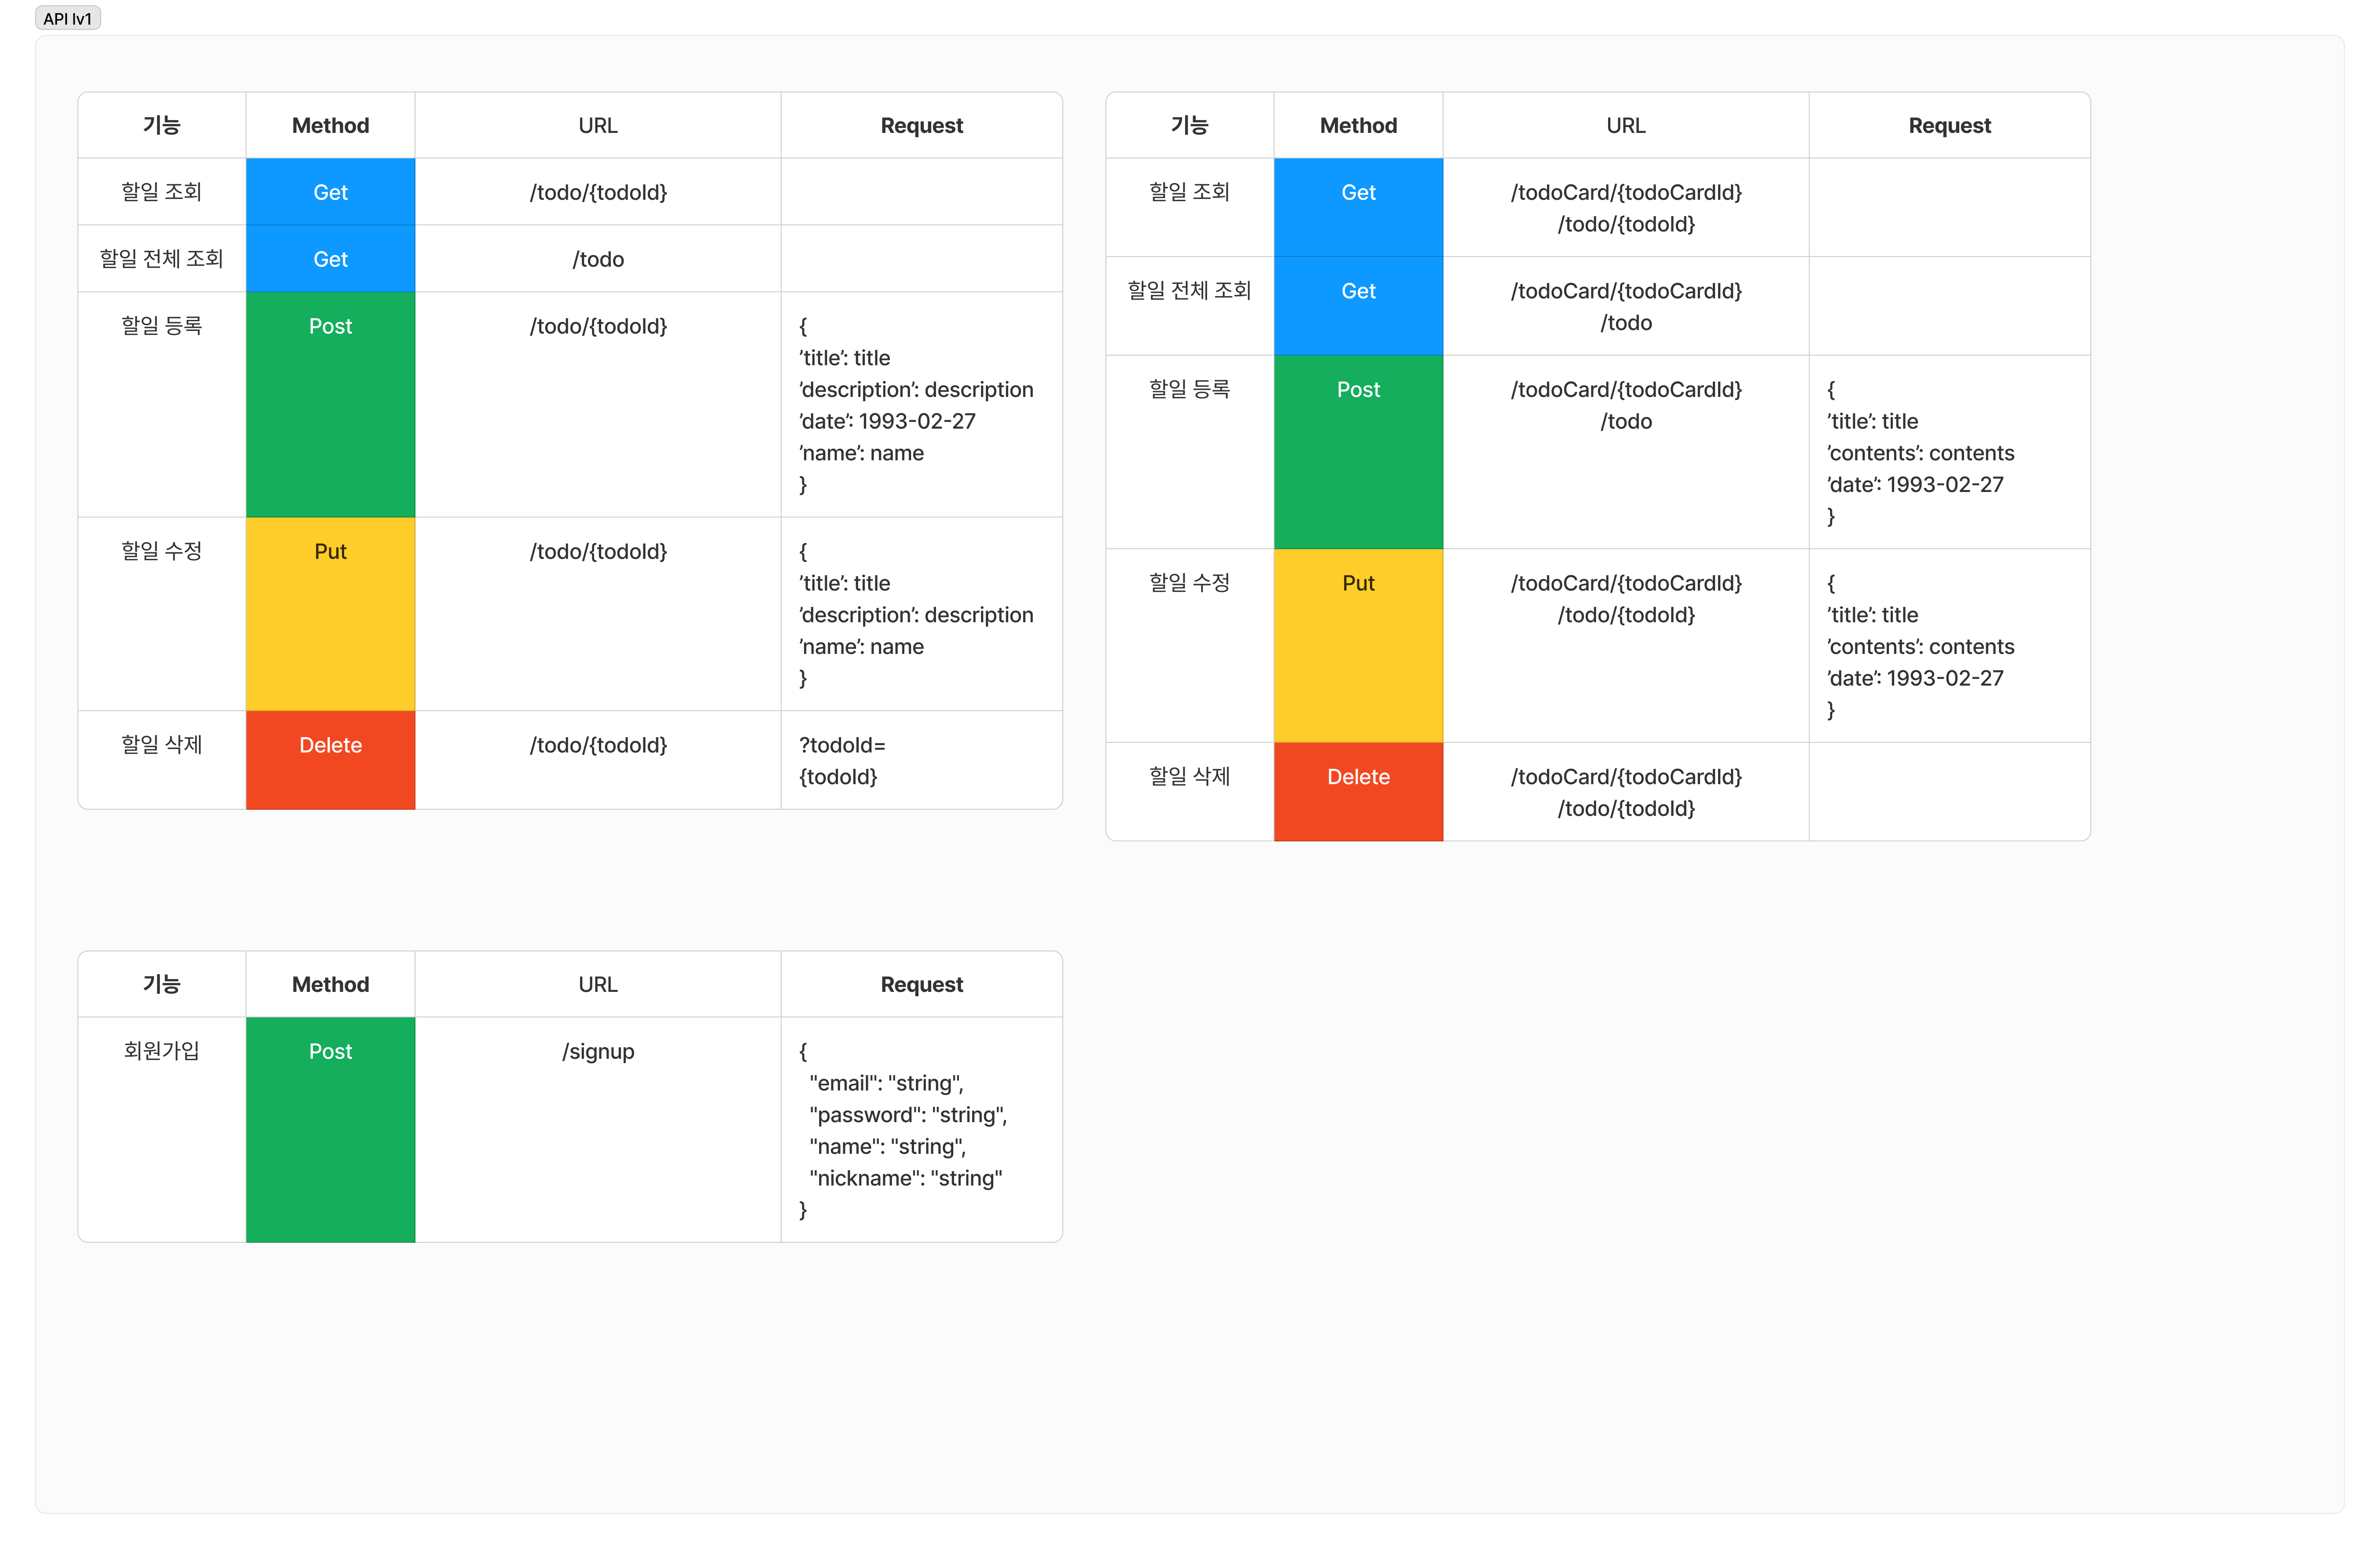 API lv1
기능 Method URL Request
할일 조회 Get /todo/{todoId}
할일 전체 조회 Get /todo
할일 등록 Post /todo/{todoId} {
’title’: title
’description’: description
’date’: 1993-02-27
’name’: name
}
할일 수정 Put /todo/{todoId} {
’title’: title
’description’: description
’name’: name
}
할일 삭제 Delete /todo/{todoId} ?todoId=
{todoId}
기능 Method URL Request
할일 조회 Get /todoCard/{todoCardId}
/todo/{todoId}
할일 전체 조회 Get /todoCard/{todoCardId}
/todo
할일 등록 Post /todoCard/{todoCardId} {
/todo ’title’: title
’contents’: contents
’date’: 1993-02-27
}
할일 수정 Put /todoCard/{todoCardId} {
/todo/{todoId} ’title’: title
’contents’: contents
’date’: 1993-02-27
}
할일 삭제 Delete /todoCard/{todoCardId}
/todo/{todoId}
기능 Method URL Request
회원가입 Post /signup {
"email": "string",
"password": "string",
"name": "string",
"nickname": "string"
}